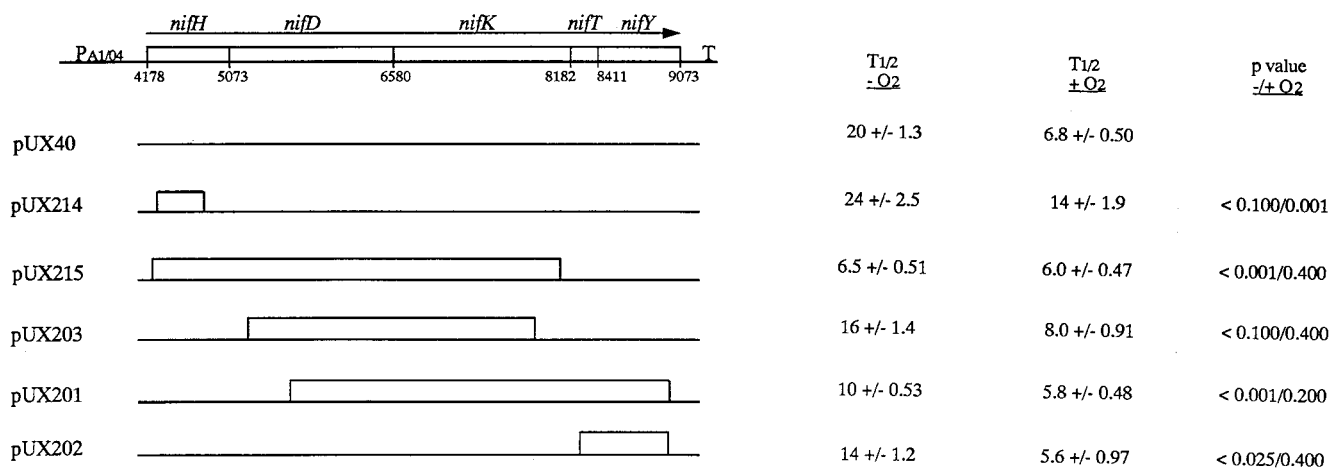 nifH nifD nifK nifT nifY
PA1/04 T
4178 5073 6580 8182 8411 9073
T1/2 T1/2 p value
- O2 + O2 -/+ O2
pUX40 20 +/- 1.3 6.8 +/- 0.50
pUX214 24 +/- 2.5 14 +/- 1.9 < 0.100/0.001
pUX215 6.5 +/- 0.51 6.0 +/- 0.47 < 0.001/0.400
pUX203 16 +/- 1.4 8.0 +/- 0.91 < 0.100/0.400
pUX201 10 +/- 0.53 5.8 +/- 0.48 < 0.001/0.200
pUX202 14 +/- 1.2 5.6 +/- 0.97 < 0.025/0.400